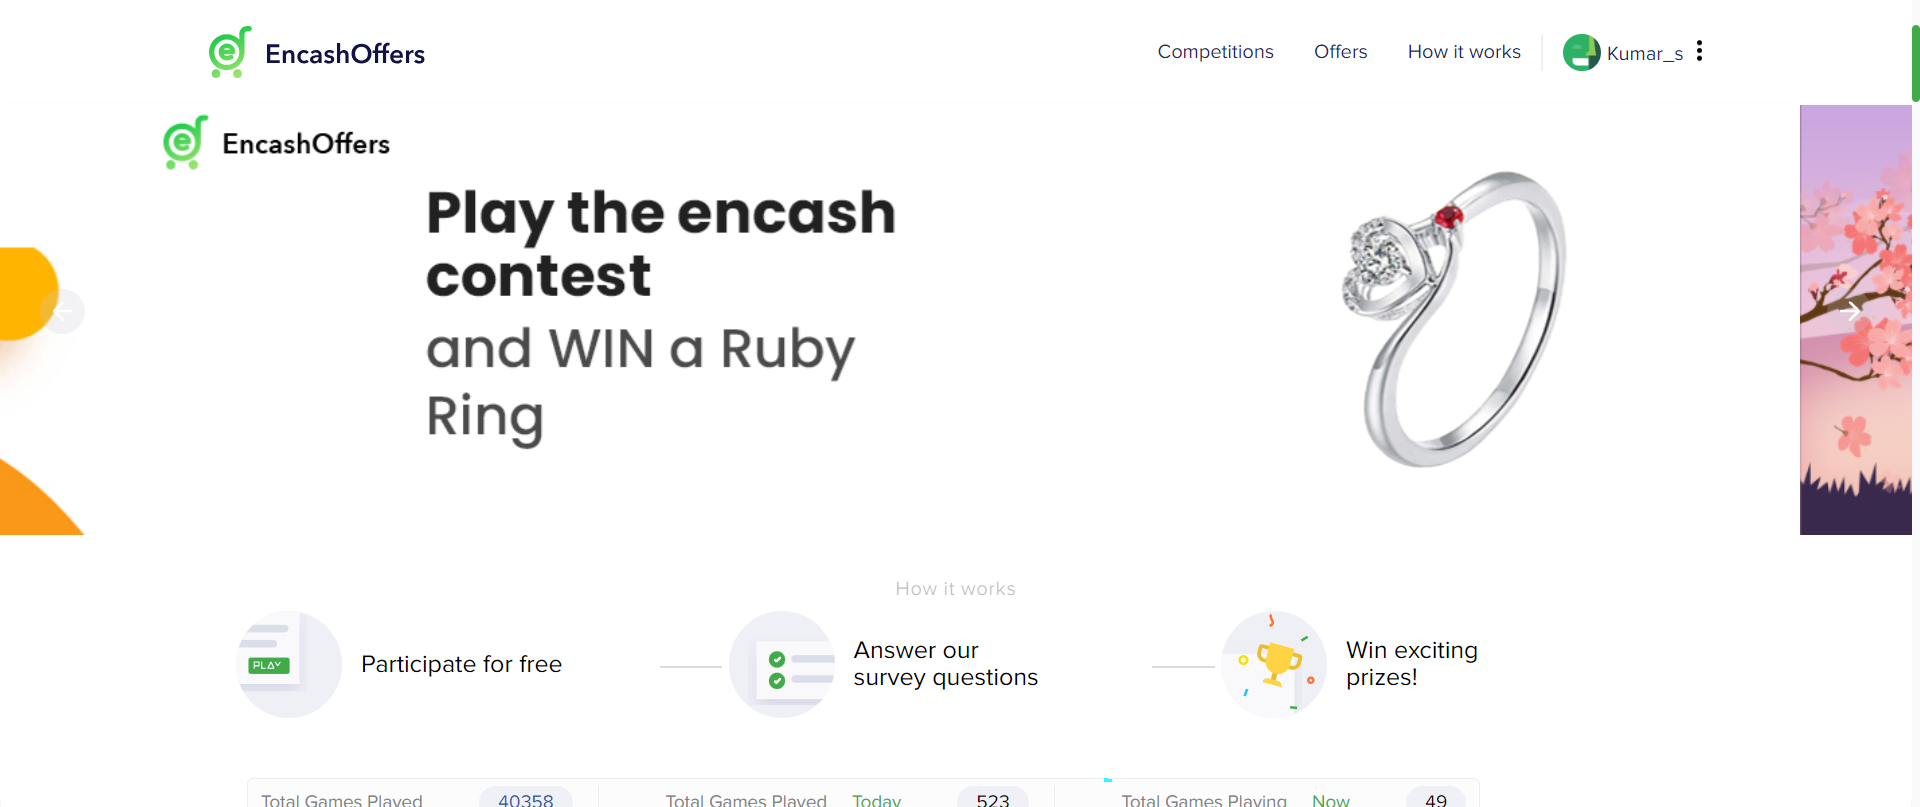 EncashOffers
Competitions
Offers
How it works
Kumar_s
EncashOffers
Play the encash
contest
and WIN a Ruby
Ring
How it works
PLAY
Participate for free
Answer our
survey questions
Win exciting
prizes!
Total Games Played 40358
Total Games Played Today 523
Total Games Playing Now 49